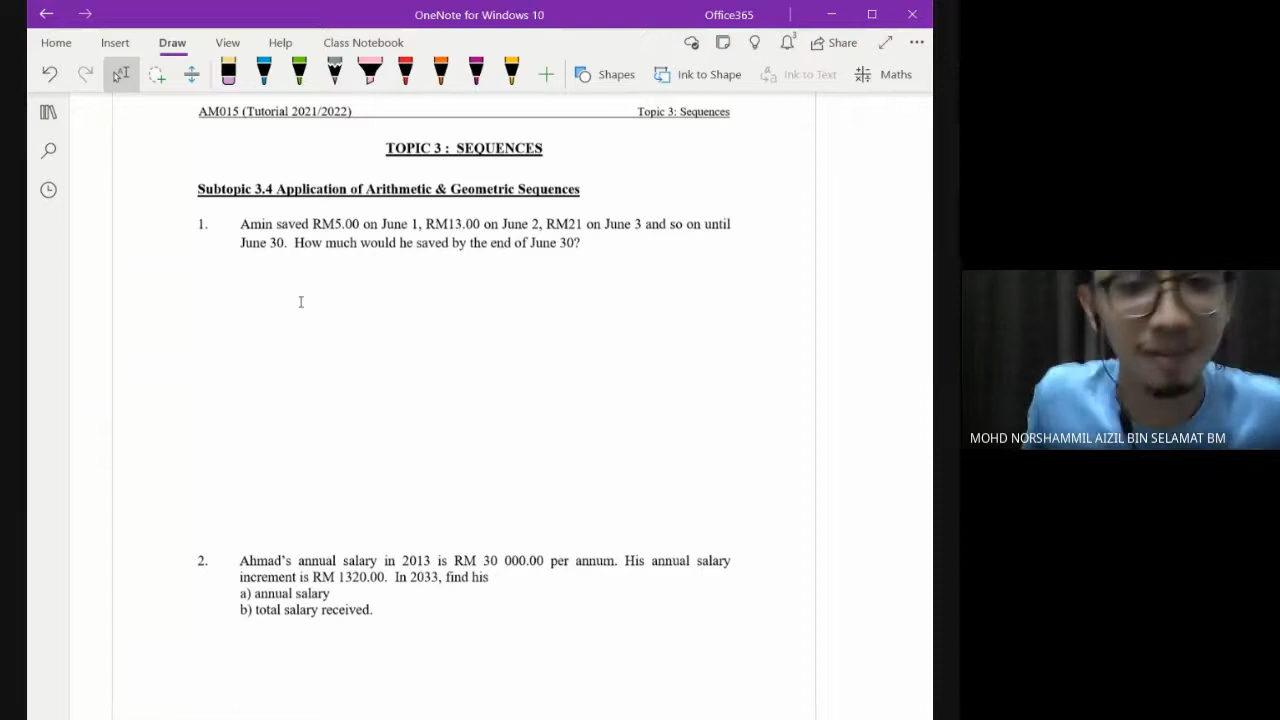 OneNote for Windows 10
Office365
Home Insert Draw View Help Class Notebook
3
Share
Shapes
Ink to Shape
Ink to Text
Maths
AM015 (Tutorial 2021/2022) Topic 3: Sequences
TOPIC 3 : SEQUENCES
Subtopic 3.4 Application of Arithmetic & Geometric Sequences
1. Amin saved RM5.00 on June 1, RM13.00 on June 2, RM21 on June 3 and so on until
June 30. How much would he saved by the end of June 30?
2. Ahmad's annual salary in 2013 is RM 30 000.00 per annum. His annual salary
increment is RM 1320.00. In 2033, find his
a) annual salary
b) total salary received.
MOHD NORSHAMMIL AIZIL BIN SELAMAT BM